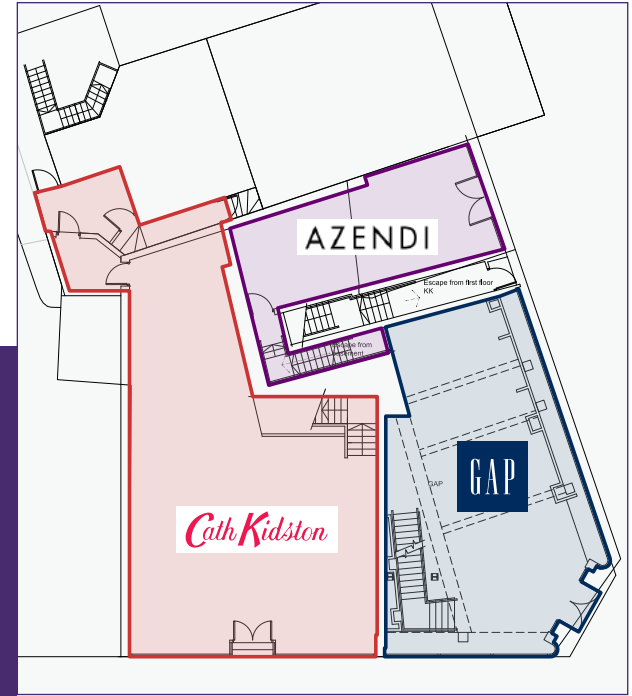 AZENDI
Escape from first floor
KK
Escape from
basement
GAP
GAP
Cath Kidston